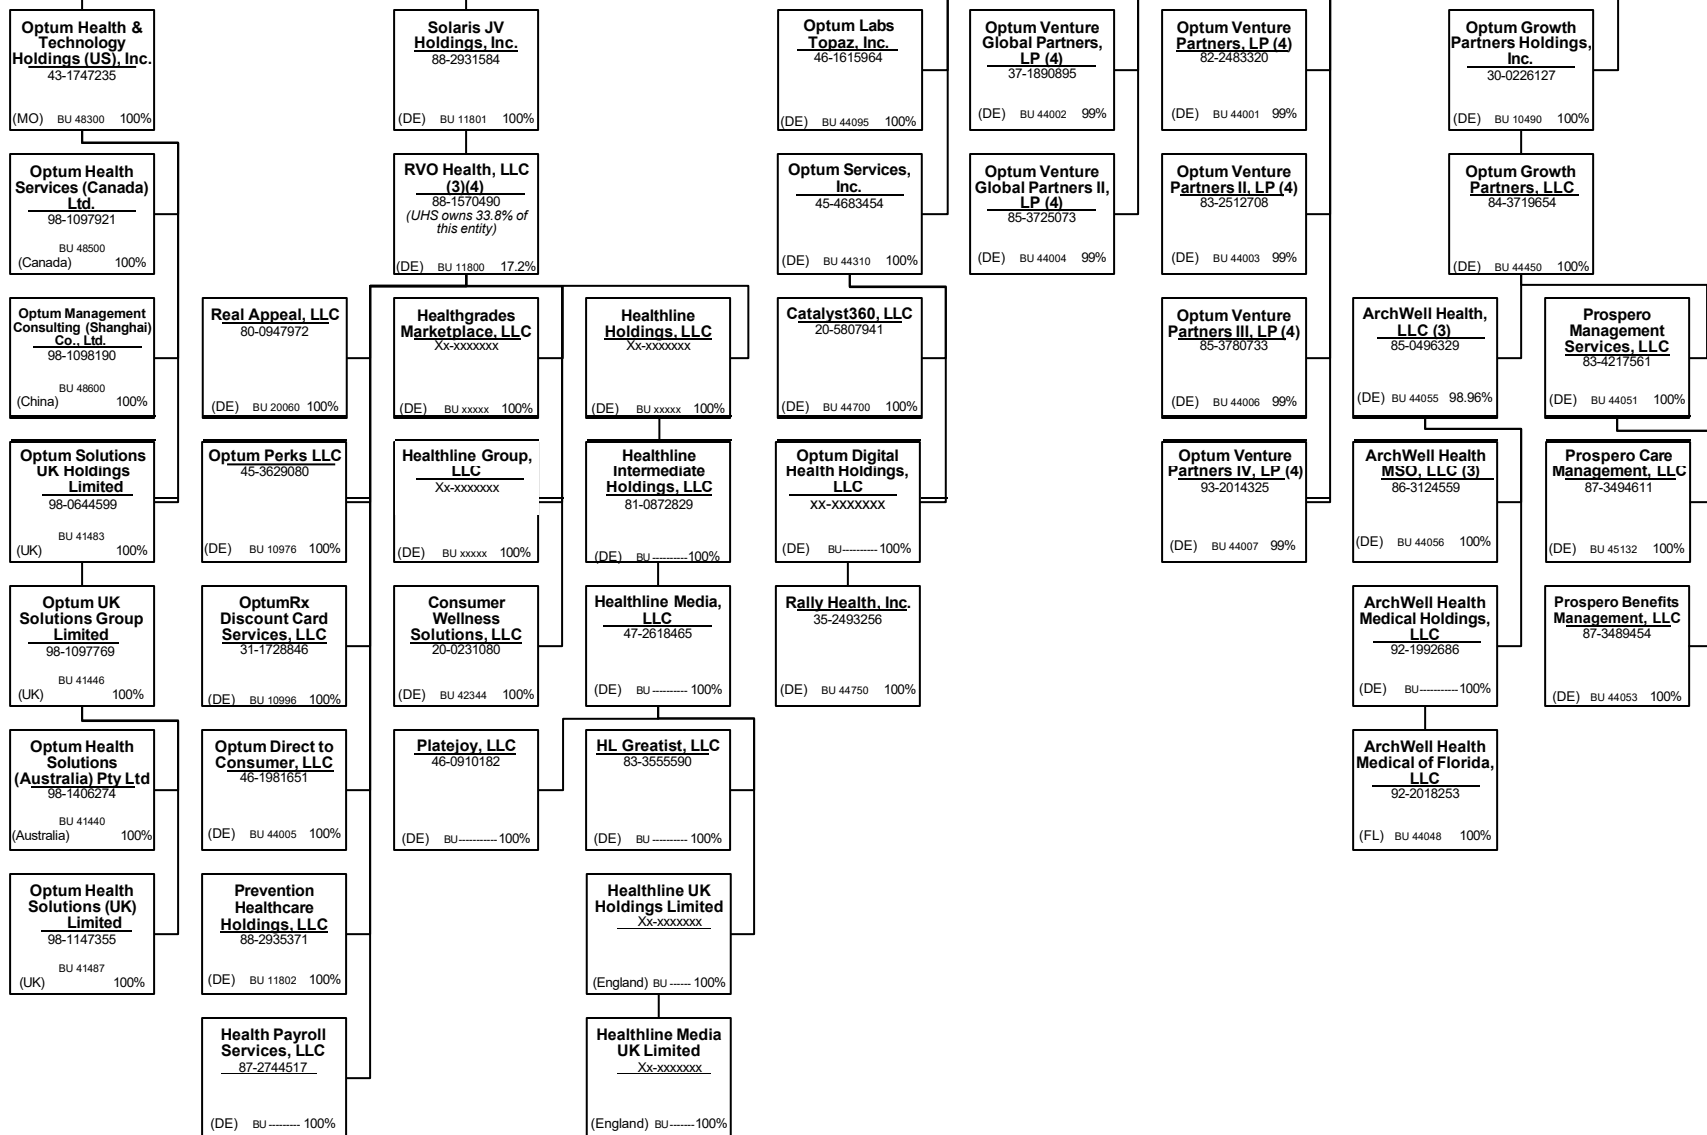 Optum Health &
Technology
Holdings (US), Inc.
43-1747235
(MO) BU 48300 100%
Solaris JV
Holdings, Inc.
88-2931584
(DE) BU 11801 100%
Optum Labs
Topaz, Inc.
46-1615964
(DE) BU 44095 100%
Optum Venture
Global Partners,
LP (4)
37-1890895
(DE) BU 44002 99%
Optum Venture
Partners, LP (4)
82-2483320
(DE) BU 44001 99%
Optum Growth
Partners Holdings,
Inc.
30-0226127
(DE) BU 10490 100%
Optum Health
Services (Canada)
Ltd.
98-1097921
BU 48500
(Canada) 100%
RVO Health, LLC
(3)(4)
88-1570490
(UHS owns 33.8% of
this entity)
(DE) BU 11800 17.2%
Optum Services,
Inc.
45-4683454
(DE) BU 44310 100%
Optum Venture
Global Partners II,
LP (4)
85-3725073
(DE) BU 44004 99%
Optum Venture
Partners II, LP (4)
83-2512708
(DE) BU 44003 99%
Optum Growth
Partners, LLC
84-3719654
(DE) BU 44450 100%
Optum Management
Consulting (Shanghai)
Co., Ltd.
98-1098190
BU 48600
(China) 100%
Real Appeal, LLC
80-0947972
(DE) BU 20060 100%
Healthgrades
Marketplace, LLC
Xx-xxxxxxx
(DE) BU xxxxx 100%
Healthline
Holdings, LLC
Xx-xxxxxxx
(DE) BU xxxxx 100%
Catalyst360, LLC
20-5807941
(DE) BU 44700 100%
Optum Venture
Partners III, LP (4)
85-3780733
(DE) BU 44006 99%
ArchWell Health,
LLC (3)
85-0496329
(DE) BU 44055 98.96%
Prospero
Management
Services, LLC
83-4217561
(DE) BU 44051 100%
Optum Solutions
UK Holdings
Limited
98-0644599
BU 41483
(UK) 100%
Optum Perks LLC
45-3629080
(DE) BU 10976 100%
Healthline Group,
LLC
Xx-xxxxxxx
(DE) BU xxxxx 100%
Healthline
Intermediate
Holdings, LLC
81-0872829
(DE) BU ---------- 100%
Optum Digital
Health Holdings,
LLC
xx-xxxxxxx
(DE) BU---------- 100%
Optum Venture
Partners IV, LP (4)
93-2014325
(DE) BU 44007 99%
ArchWell Health
MSO, LLC (3)
86-3124559
(DE) BU 44056 100%
Prospero Care
Management, LLC
87-3494611
(DE) BU 45132 100%
Optum UK
Solutions Group
Limited
98-1097769
BU 41446
(UK) 100%
OptumRx
Discount Card
Services, LLC
31-1728846
(DE) BU 10996 100%
Consumer
Wellness
Solutions, LLC
20-0231080
(DE) BU 42344 100%
Healthline Media,
LLC
47-2618465
(DE) BU ---------- 100%
Rally Health, Inc.
35-2493256
(DE) BU 44750 100%
ArchWell Health
Medical Holdings,
LLC
92-1992686
(DE) BU----------- 100%
Prospero Benefits
Management, LLC
87-3489454
(DE) BU 44053 100%
Optum Health
Solutions
(Australia) Pty Ltd
98-1406274
BU 41440
(Australia) 100%
Optum Direct to
Consumer, LLC
46-1981651
(DE) BU 44005 100%
Platejoy, LLC
46-0910182
(DE) BU----------- 100%
HL Greatist, LLC
83-3555590
(DE) BU ---------- 100%
ArchWell Health
Medical of Florida,
LLC
92-2018253
(FL) BU 44048 100%
Optum Health
Solutions (UK)
Limited
98-1147355
BU 41487
(UK) 100%
Prevention
Healthcare
Holdings, LLC
88-2935371
(DE) BU 11802 100%
Healthline UK
Holdings Limited
Xx-xxxxxxx
(England) BU ------ 100%
Health Payroll
Services, LLC
87-2744517
(DE) BU --------- 100%
Healthline Media
UK Limited
Xx-xxxxxxx
(England) BU-------100%